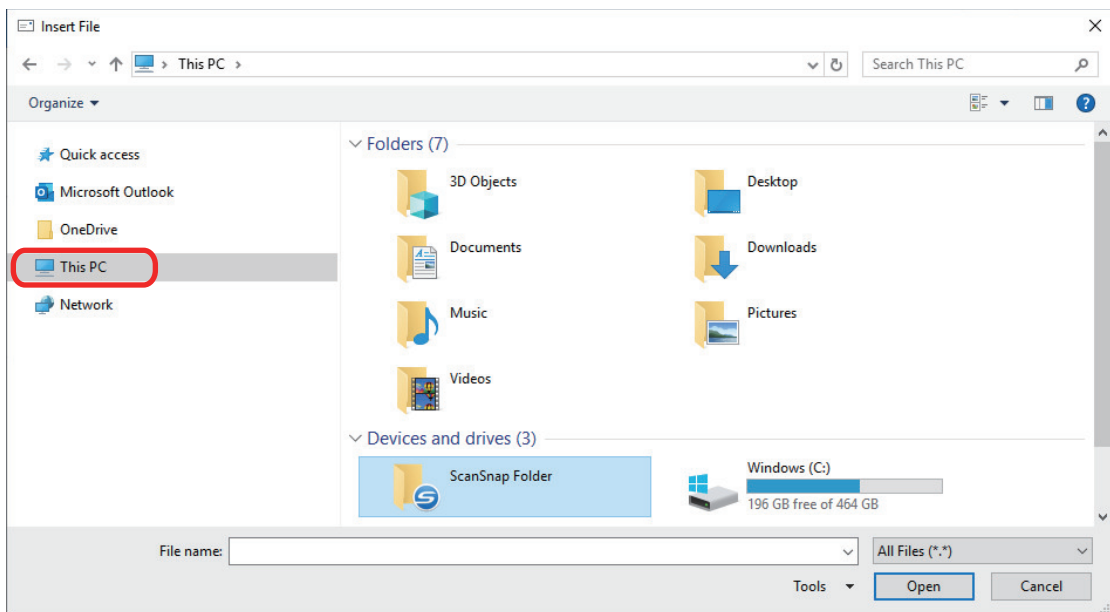 Insert File
This PC
Search This PC
Organize
Quick access
Microsoft Outlook
OneDrive
This PC
Network
Folders (7)
3D Objects
Desktop
Documents
Downloads
Music
Pictures
Videos
Devices and drives (3)
ScanSnap Folder
Windows (C:)
196 GB free of 464 GB
File name:
All Files (*.*)
Tools
Open
Cancel